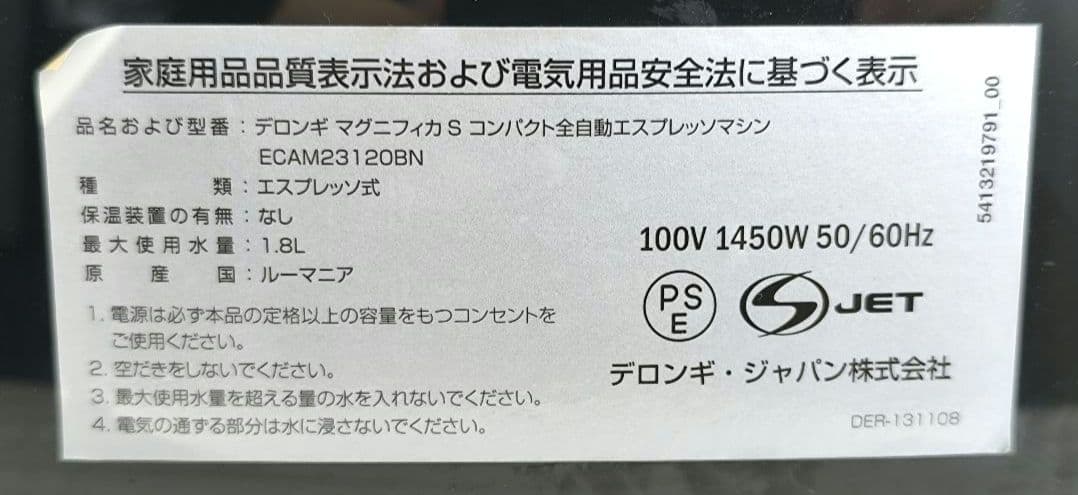 家庭用品品質表示法および電気用品安全法に基づく表示
品名および型番：デロンギ マグニフィカS コンパクト全自動エスプレッソマシン
ECAM23120BN
種類：エスプレッソ式
保温装置の有無：なし
最大使用水量：1.8L
原産国：ルーマニア
1. 電源は必ず本品の定格以上の容量をもつコンセントを
ご使用ください。
2. 空だきをしないでください。
3. 最大使用水量を超える量の水を入れないでください。
4. 電気の通ずる部分は水に浸さないでください。
100V 1450W 50/60Hz
PS
E
S JET
デロンギ・ジャパン株式会社
DER-131108
5413219791_00